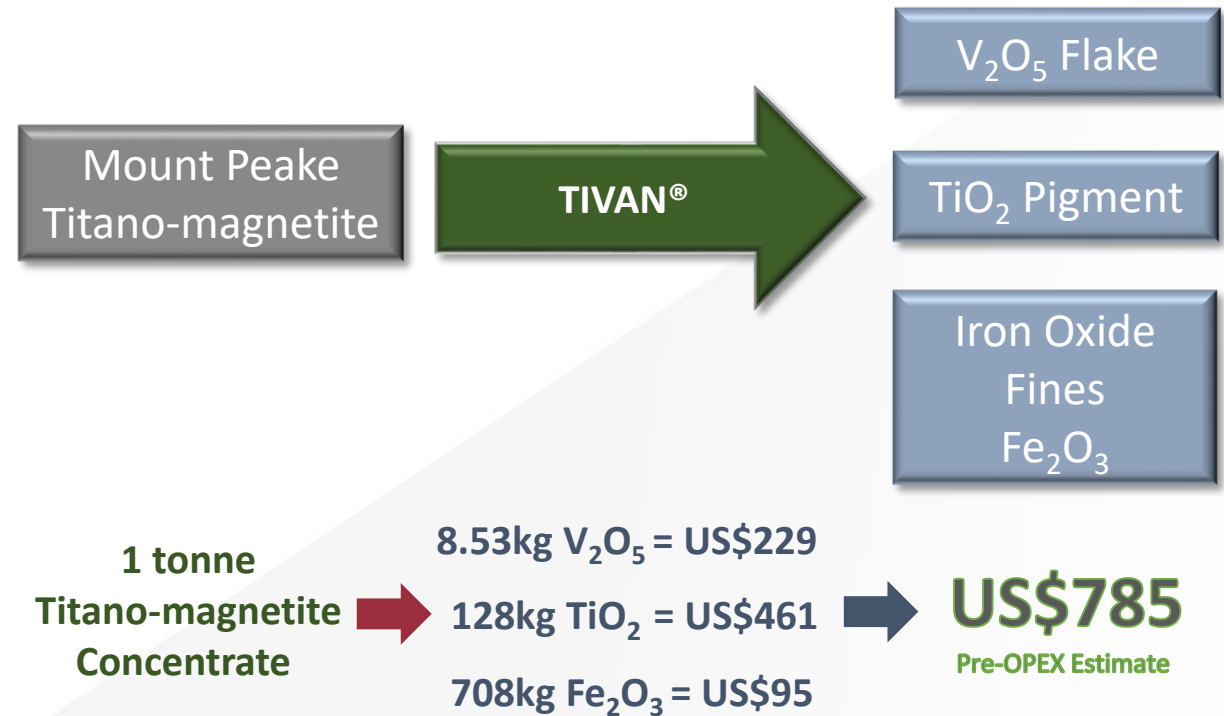 Mount Peake
Titano-magnetite
TIVAN®
V₂O₅ Flake
TiO₂ Pigment
Iron Oxide
Fines
Fe₂O₃
1 tonne
Titano-magnetite
Concentrate
8.53kg V₂O₅ = US$229
128kg TiO₂ = US$461
708kg Fe₂O₃ = US$95
US$785
Pre-OPEX Estimate